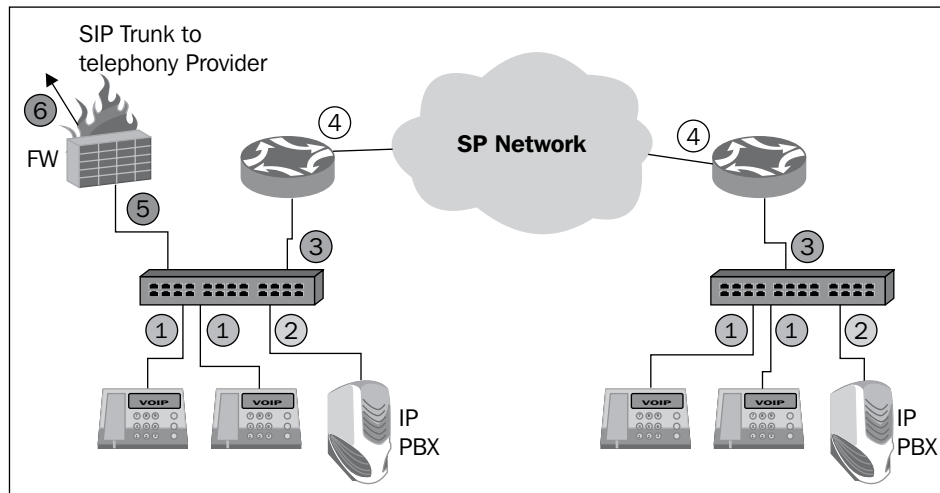 SIP Trunk to
telephony Provider
6
FW
4
SP Network
4
5
3
3
1
1
2
1
1
2
VOIP
VOIP
IP
PBX
VOIP
VOIP
IP
PBX